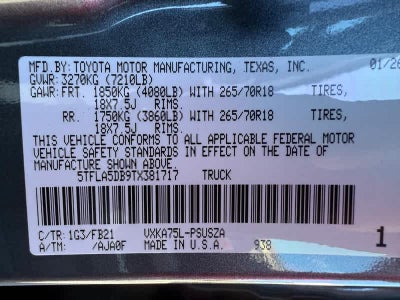 MFD.BY: TOYOTA MOTOR MANUFACTURING, TEXAS, INC. 01/26
GVWR: 3270KG (7210LB)
GAWR: FRT. 1850KG (4080LB) WITH 265/70R18 TIRES,
18X7.5J RIMS.
RR. 1750KG (3860LB) WITH 265/70R18 TIRES,
18X7.5J RIMS.
THIS VEHICLE CONFORMS TO ALL APPLICABLE FEDERAL MOTOR
VEHICLE SAFETY STANDARDS IN EFFECT ON THE DATE OF
MANUFACTURE SHOWN ABOVE.
5TFLA5DB9TX381717 TRUCK
C/TR: 1G3/FB21 VXKA75L-PSUSZA
A/TM: /AJA0F MADE IN U.S.A. 938
1